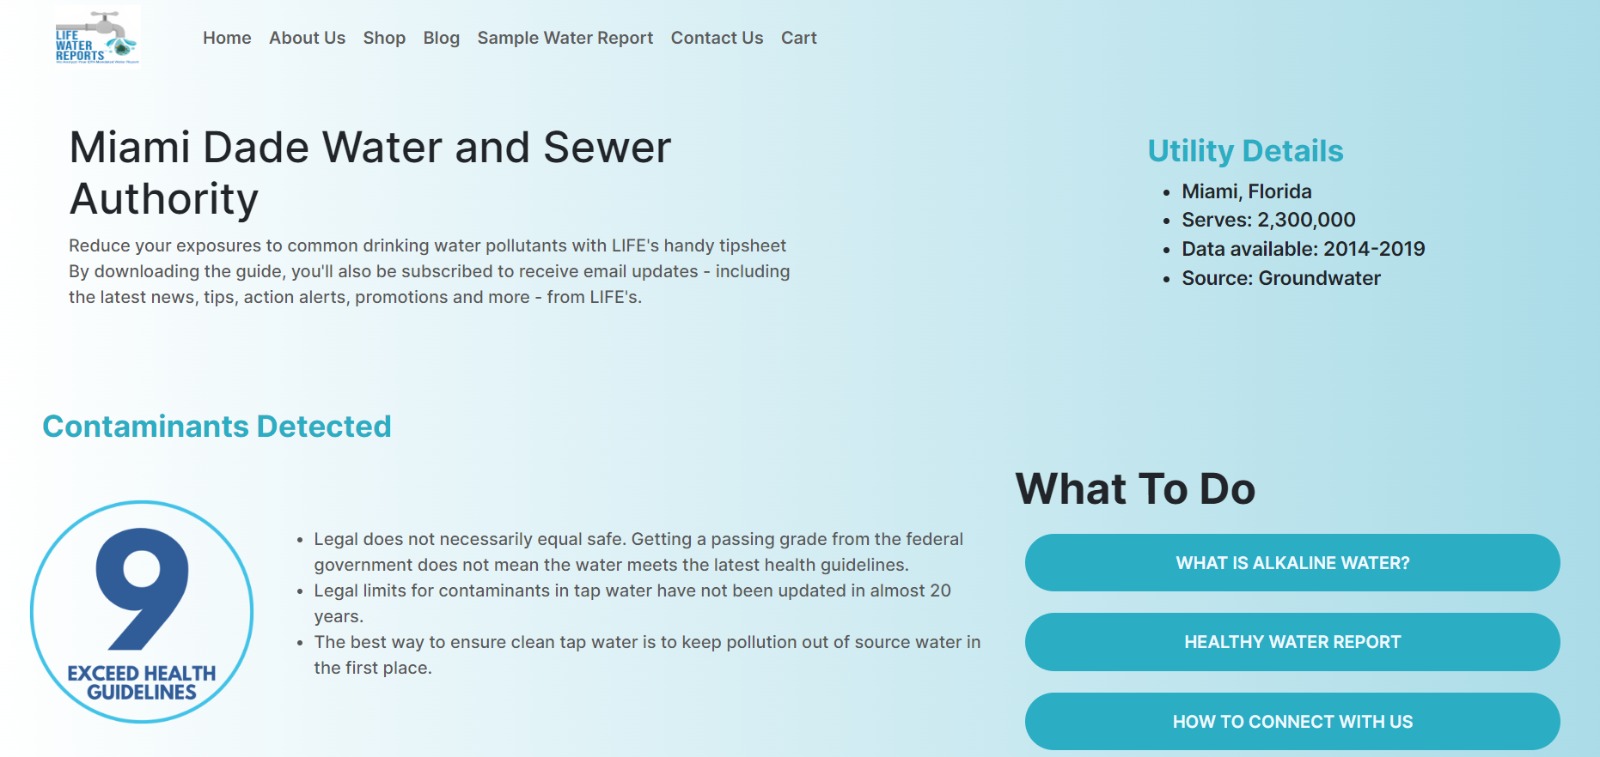 LIFE
WATER
REPORTS
Home About Us Shop Blog Sample Water Report Contact Us Cart
Miami Dade Water and Sewer
Authority
Reduce your exposures to common drinking water pollutants with LIFE's handy tipsheet
By downloading the guide, you'll also be subscribed to receive email updates - including
the latest news, tips, action alerts, promotions and more - from LIFE's.
Utility Details
• Miami, Florida
• Serves: 2,300,000
• Data available: 2014-2019
• Source: Groundwater
Contaminants Detected
9
EXCEED HEALTH
GUIDELINES
• Legal does not necessarily equal safe. Getting a passing grade from the federal
government does not mean the water meets the latest health guidelines.
• Legal limits for contaminants in tap water have not been updated in almost 20
years.
• The best way to ensure clean tap water is to keep pollution out of source water in
the first place.
What To Do
WHAT IS ALKALINE WATER?
HEALTHY WATER REPORT
HOW TO CONNECT WITH US